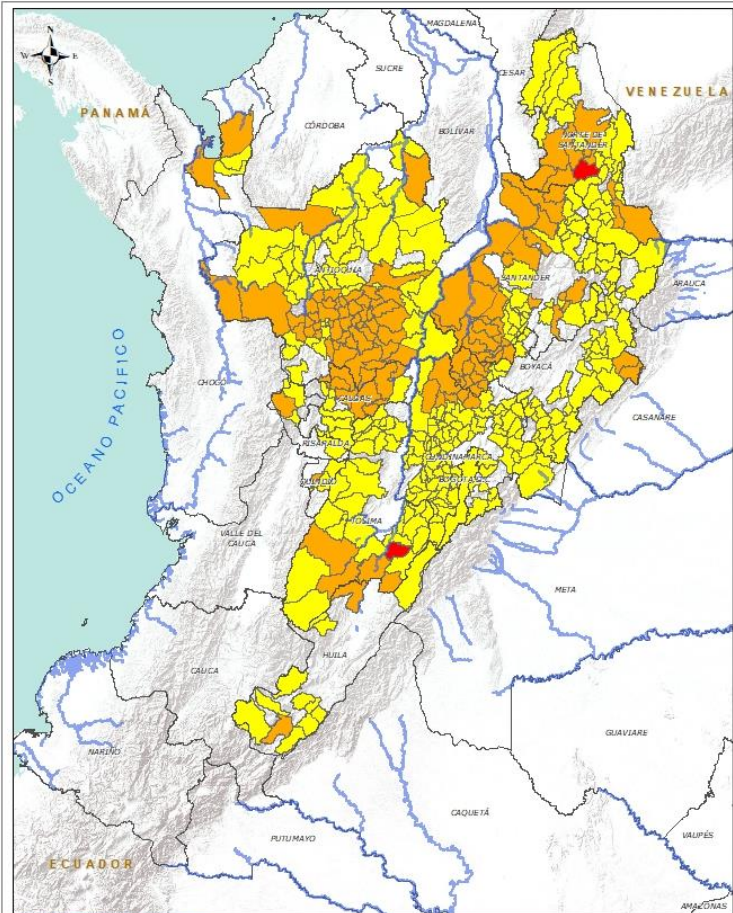 MAGDALENA
N
W E
S
SUCRE
CESAR
VENEZUELA
PANAMÁ
CÓRDOBA
BOLÍVAR
NORTE DE
SANTANDER
ANTIOQUIA
SANTANDER
ARAUCA
OCEANO PACIFICO
CHOCÓ
BOYACÁ
CALDAS
CASANARE
RISARALDA
CUNDINAMARCA
QUINDIO
BOGOTÁ, D.C.
TOLIMA
VALLE DEL
CAUCA
META
HUILA
CAUCA
GUAVIARE
NARIÑO
CAQUETÁ
PUTUMAYO
VAUPÉS
ECUADOR
AMAZONAS